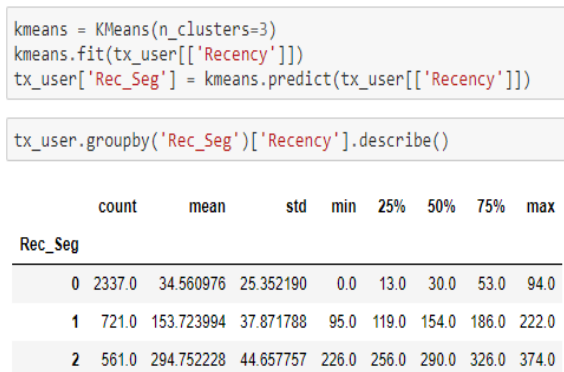 kmeans = KMeans(n_clusters=3)
kmeans.fit(tx_user[['Recency']])
tx_user['Rec_Seg'] = kmeans.predict(tx_user[['Recency']])
tx_user.groupby('Rec_Seg')['Recency'].describe()
count mean std min 25% 50% 75% max
Rec_Seg
0 2337.0 34.560976 25.352190 0.0 13.0 30.0 53.0 94.0
1 721.0 153.723994 37.871788 95.0 119.0 154.0 186.0 222.0
2 561.0 294.752228 44.657757 226.0 256.0 290.0 326.0 374.0